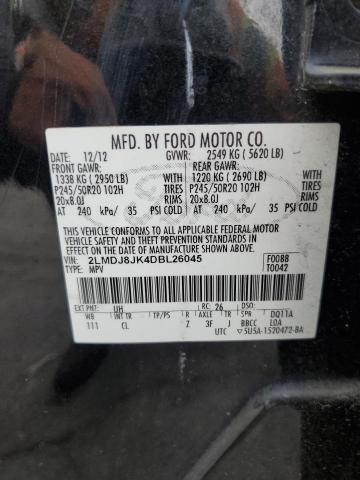 MFD. BY FORD MOTOR CO.
DATE: 12/12 GVWR: 2549 KG ( 5620 LB)
FRONT GAWR: REAR GAWR:
1338 KG ( 2950 LB) 1220 KG ( 2690 LB)
P245/50R20 102H TIRES P245/50R20 102H
20x8.0J RIMS 20x8.0J RIMS
AT 240 kPa/ 35 PSI COLD AT 240 kPa/ 35 PSI COLD
THIS VEHICLE CONFORMS TO ALL APPLICABLE FEDERAL MOTOR
VEHICLE SAFETY AND THEFT PREVENTION STANDARDS IN EFFECT
ON THE DATE OF MANUFACTURE SHOWN ABOVE.
VIN: 2LMDJ8JK4DBL26045 F0088
TYPE: MPV T0042
EXT PNT: UH RC: 26 DSO:
WB INT TR TP/PS R AXLE TR SPR DQ11A
111 CL Z 3F J BBCC LOA
UTC 5U5A-1520472-BA